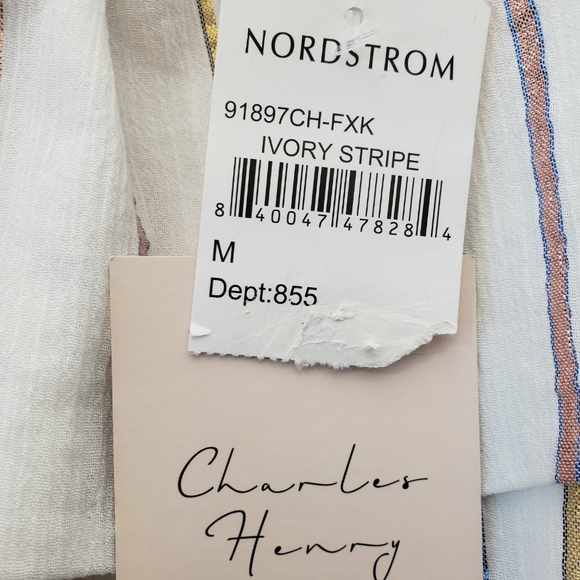 NORDSTROM
91897CH-FXK
IVORY STRIPE
8 40047 47828 4
M
Dept:855
Charles
Henry